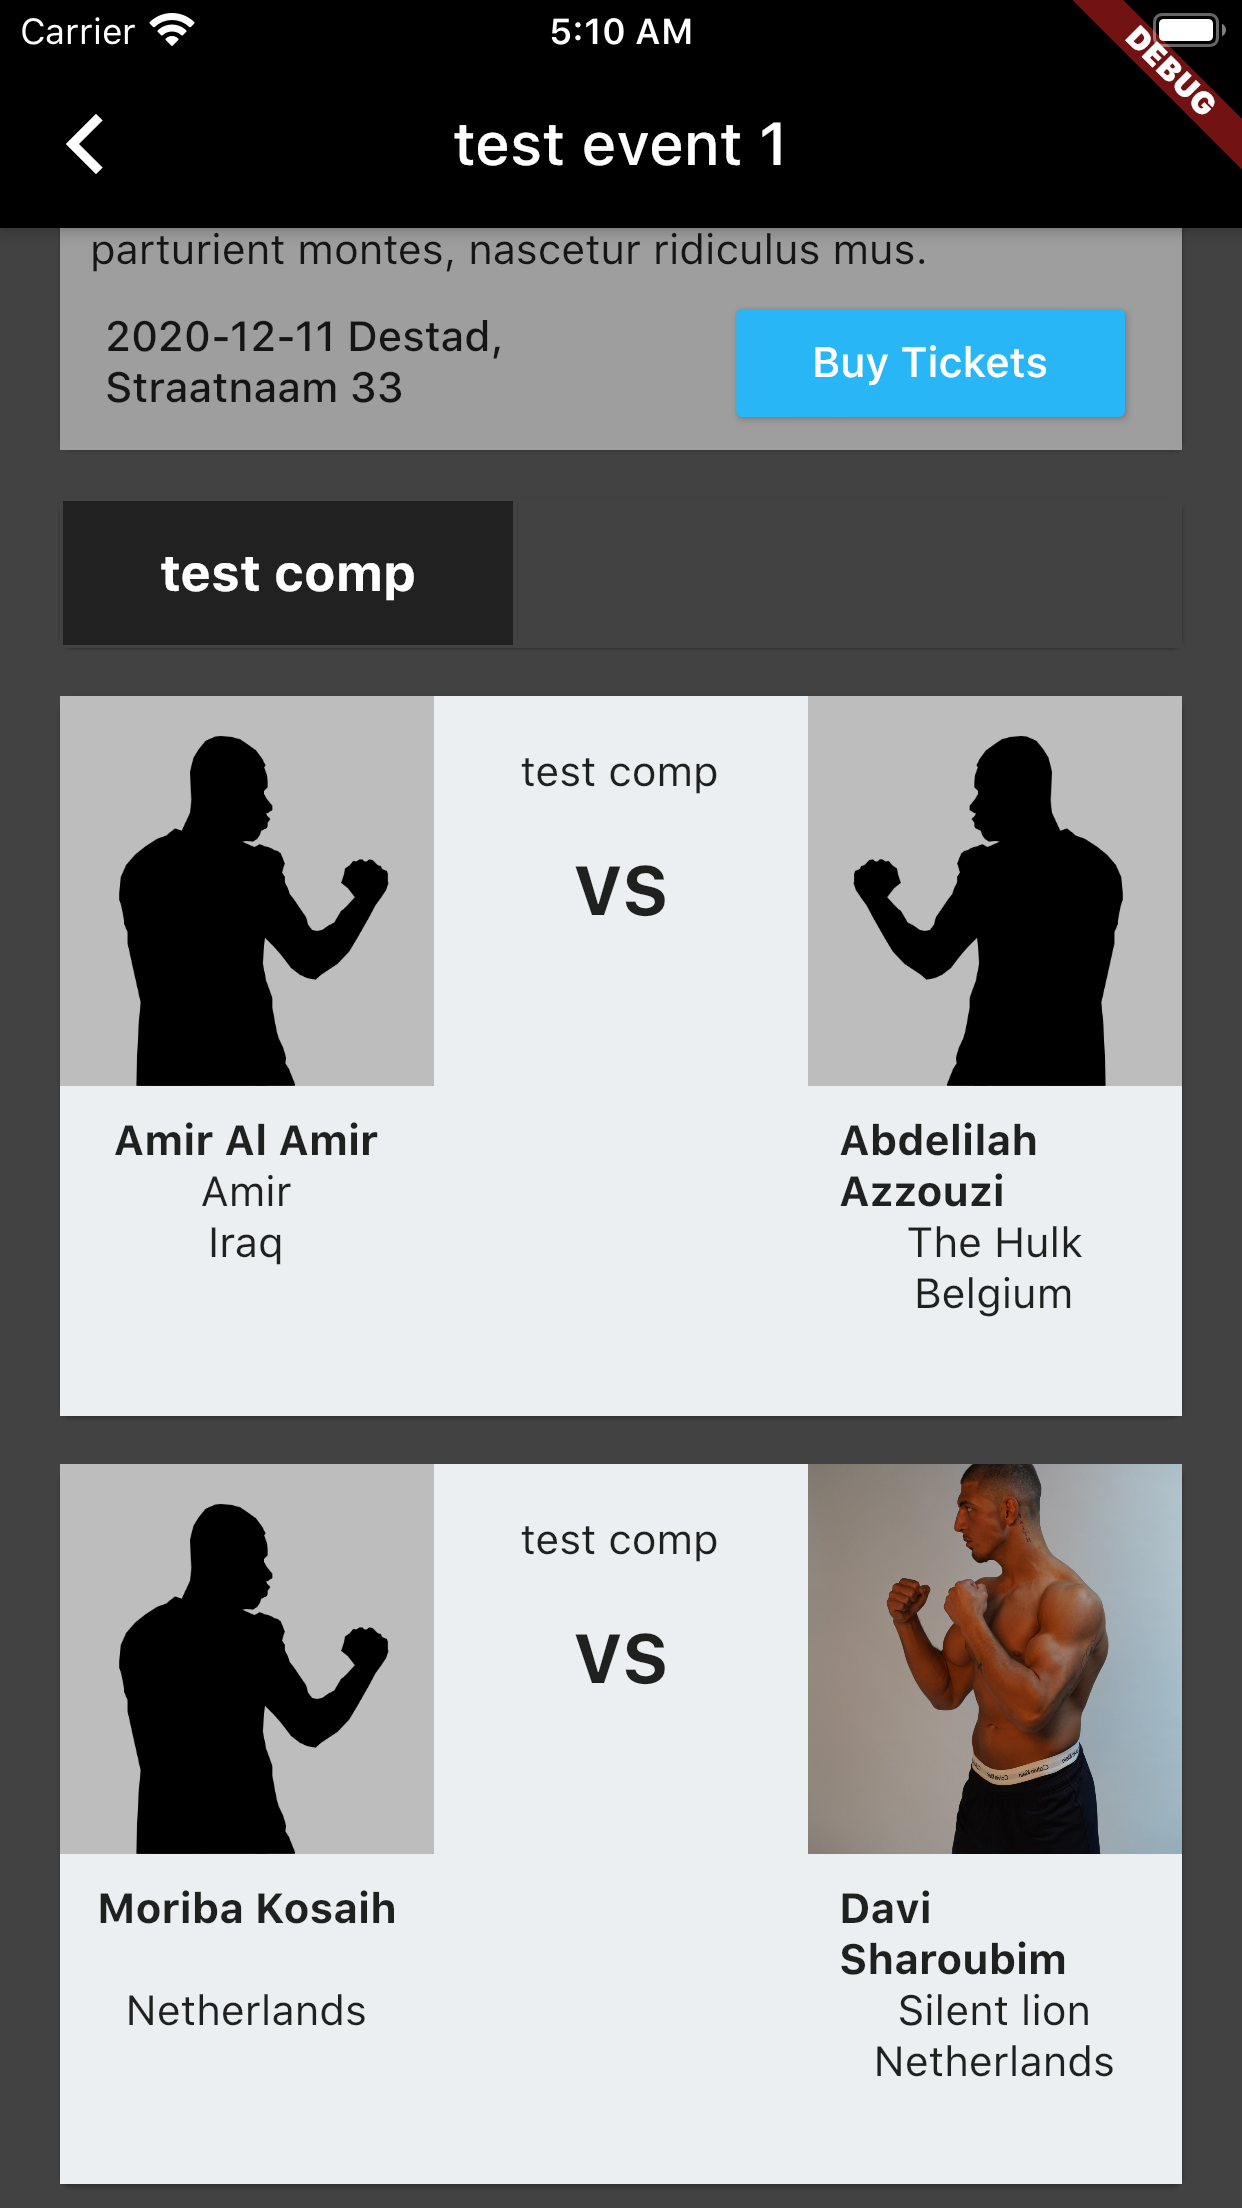 Carrier 5:10 AM
DEBUG
test event 1
parturient montes, nascetur ridiculus mus.
2020-12-11 Destad,
Straatnaam 33
Buy Tickets
test comp
test comp
VS
Amir Al Amir
Amir
Iraq
Abdelilah
Azzouzi
The Hulk
Belgium
test comp
VS
Moriba Kosaih
Netherlands
Davi
Sharoubim
Silent lion
Netherlands